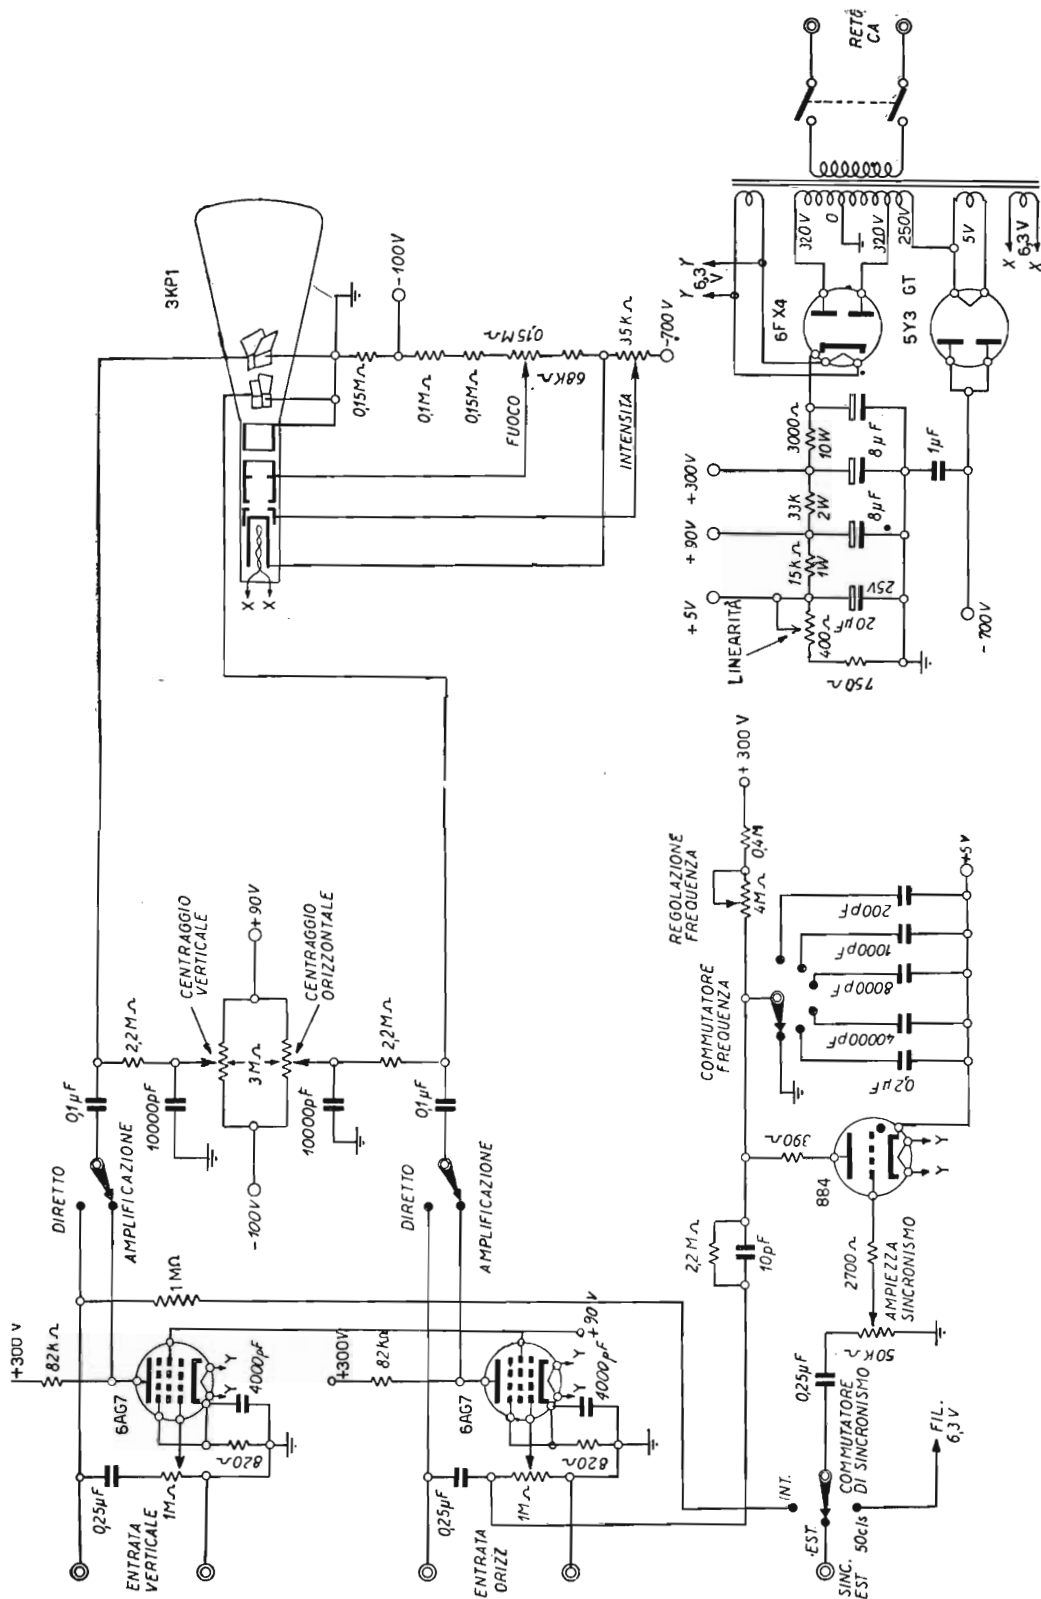 3KP1
RETE
CA
-100V
0,15MΩ
0,1MΩ
0,15MΩ
0,15MΩ
68KΩ
35KΩ
-700V
FUOCO
INTENSITA
X
X
320V
0
320V
250V
5V
6,3V
X
X
Y
Y
6,3
V
6FX4
5Y3 GT
3000Ω
10W
33K
2W
15KΩ
1W
+300V
+90V
+5V
8µF
8µF
20µF
25V
1µF
400Ω
750Ω
LINEARITÀ
-700V
CENTRAGGIO
VERTICALE
CENTRAGGIO
ORIZZONTALE
+90V
-100V
3MΩ
2,2MΩ
2,2MΩ
0,1µF
0,1µF
10000pF
10000pF
DIRETTO
AMPLIFICAZIONE
DIRETTO
AMPLIFICAZIONE
1MΩ
+300V
82KΩ
6AG7
Y
Y
4000pF
820Ω
0,25µF
1MΩ
ENTRATA
VERTICALE
+300V
82KΩ
6AG7
+90V
Y
Y
4000pF
820Ω
0,25µF
1MΩ
ENTRATA
ORIZZ
REGOLAZIONE
FREQUENZA
4MΩ
0,4M
+300V
COMMUTATORE
FREQUENZA
200pF
1000pF
8000pF
40000pF
0,2µF
+5V
390Ω
884
Y
Y
2,2MΩ
10pF
2700Ω
AMPIEZZA
SINCRONISMO
50KΩ
0,25µF
COMMUTATORE
DI SINCRONISMO
INT.
EST.
50c/s
SINC.
EST
FIL.
6,3V